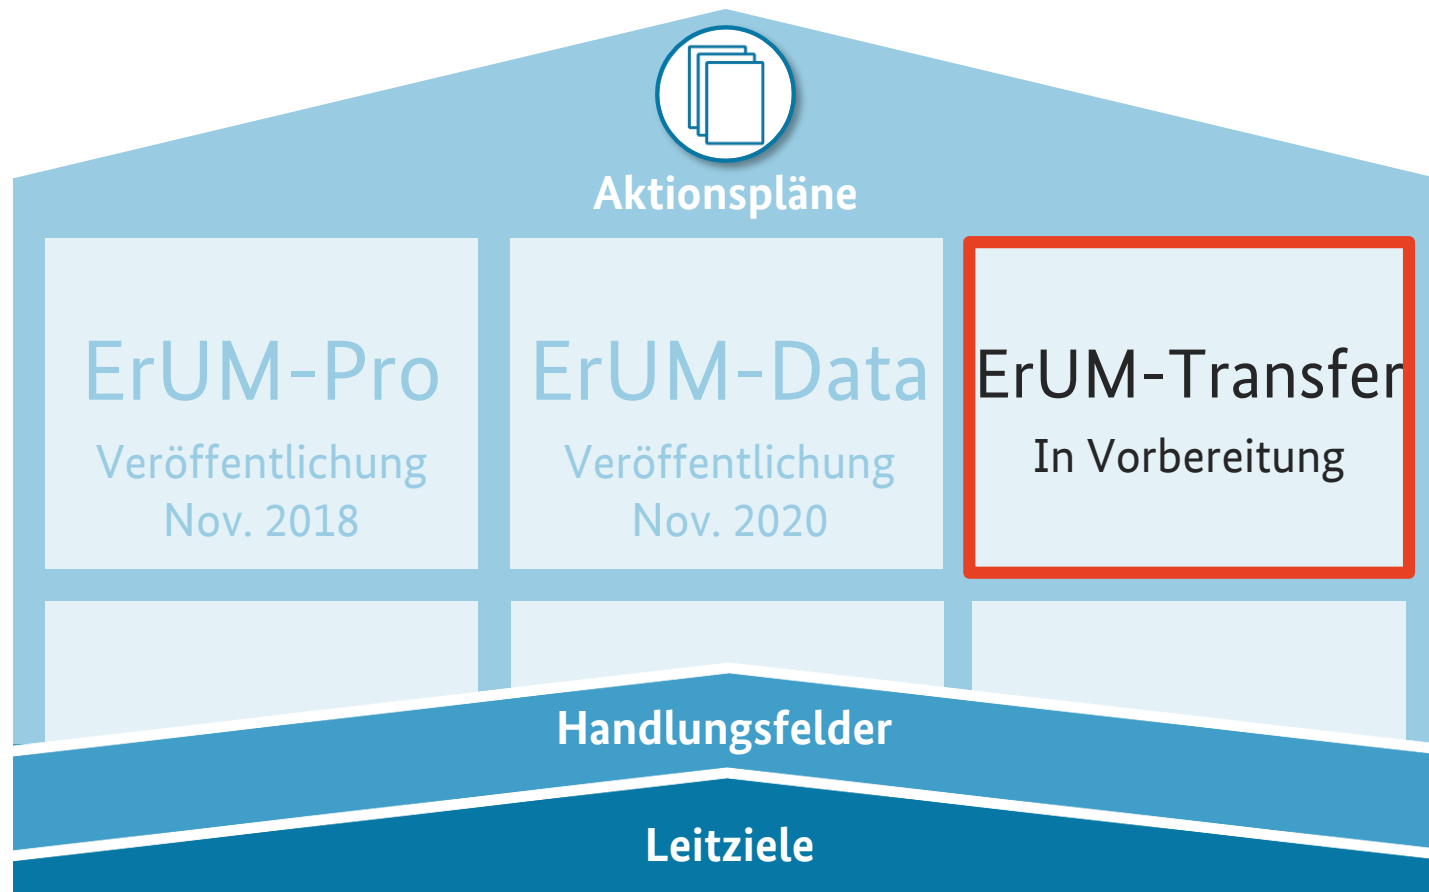 Aktionspläne
ErUM-Pro
Veröffentlichung
Nov. 2018
ErUM-Data
Veröffentlichung
Nov. 2020
ErUM-Transfer
In Vorbereitung
Handlungsfelder
Leitziele